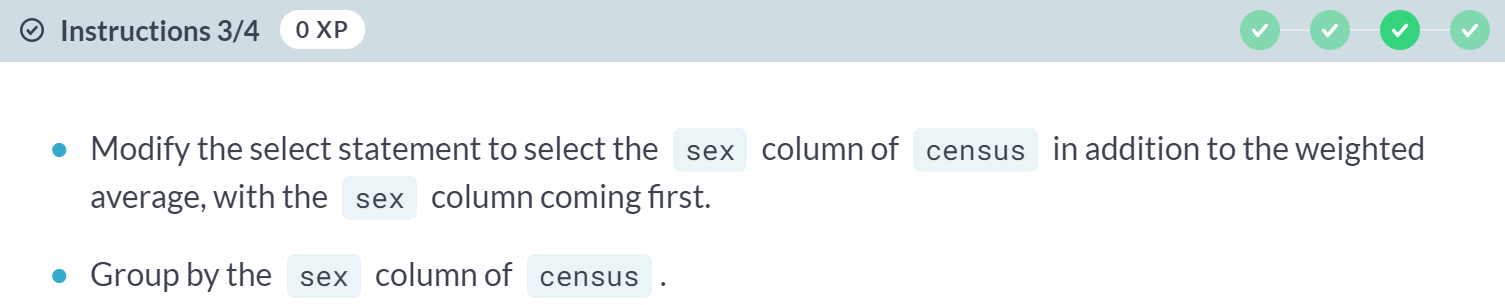 Instructions 3/4 0 XP
Modify the select statement to select the sex column of census in addition to the weighted
average, with the sex column coming first.
Group by the sex column of census .